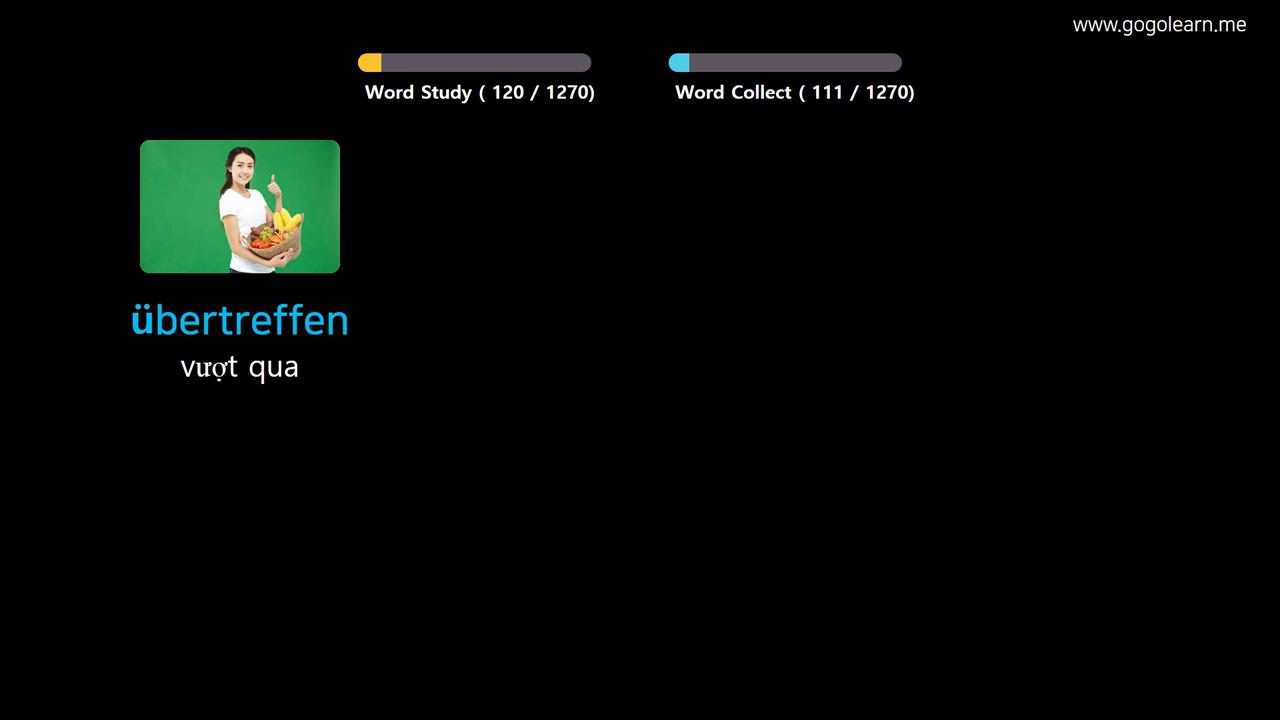 www.gogolearn.me
Word Study ( 120 / 1270)
Word Collect ( 111 / 1270)
übertreffen
vượt qua